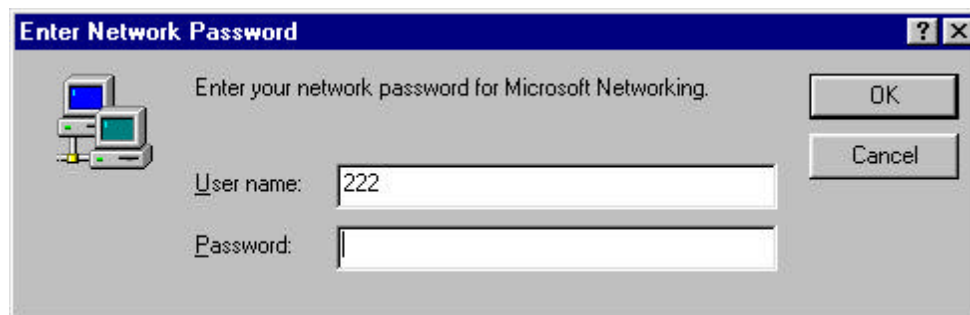 Enter Network Password
? X
Enter your network password for Microsoft Networking.
OK
Cancel
User name: 222
Password: